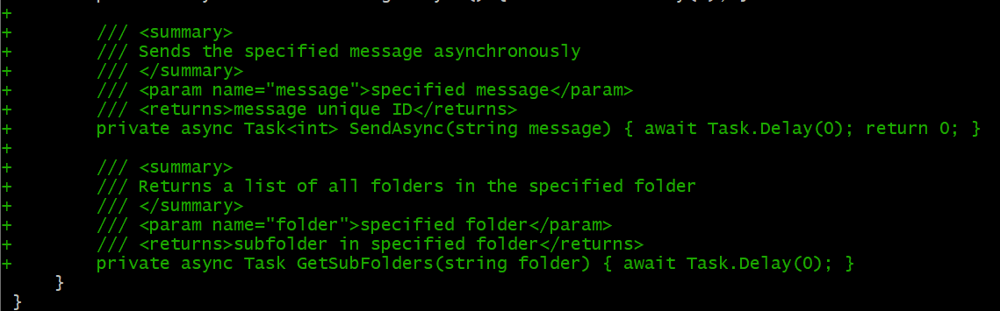 +
+ /// <summary>
+ /// Sends the specified message asynchronously
+ /// </summary>
+ /// <param name="message">specified message</param>
+ /// <returns>message unique ID</returns>
+ private async Task<int> SendAsync(string message) { await Task.Delay(0); return 0; }
+
+ /// <summary>
+ /// Returns a list of all folders in the specified folder
+ /// </summary>
+ /// <param name="folder">specified folder</param>
+ /// <returns>subfolder in specified folder</returns>
+ private async Task GetSubFolders(string folder) { await Task.Delay(0); }
}
}